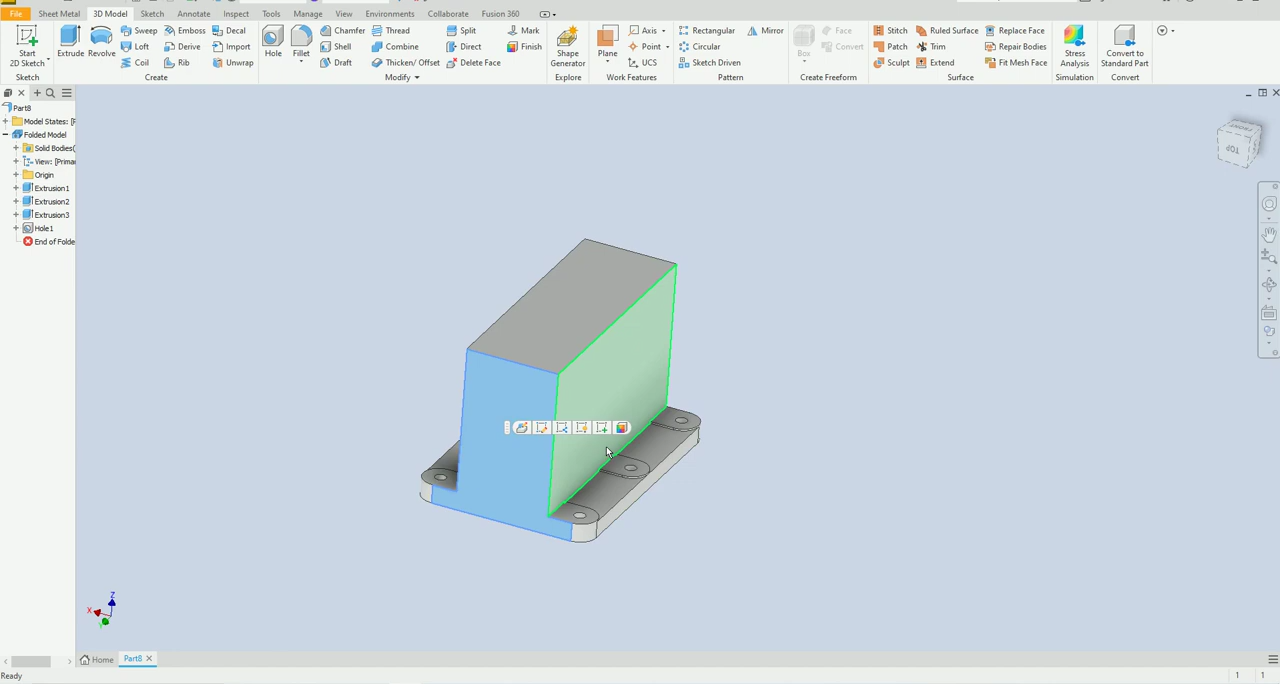 File Sheet Metal 3D Model Sketch Annotate Inspect Tools Manage View Environments Collaborate Fusion 360
Start 2D Sketch
Sketch
Extrude Revolve Sweep Emboss Decal
Loft Derive Import
Coil Rib Unwrap
Create
Hole Fillet Chamfer Thread Split Mark
Shell Combine Direct Finish
Draft Thicken/ Offset Delete Face
Modify
Shape Generator
Explore
Plane Axis
Point
UCS
Work Features
Rectangular Mirror
Circular
Sketch Driven
Pattern
Box Face
Convert
Create Freeform
Stitch Ruled Surface Replace Face
Patch Trim Repair Bodies
Sculpt Extend Fit Mesh Face
Surface
Stress Analysis
Simulation
Convert to Standard Part
Convert
Part8
Model States: [
Folded Model
Solid Bodies(
View: [Prima
Origin
Extrusion1
Extrusion2
Extrusion3
Hole1
End of Folde
FRONT
TOP
Z
X
Y
Home Part8
Ready 1 1